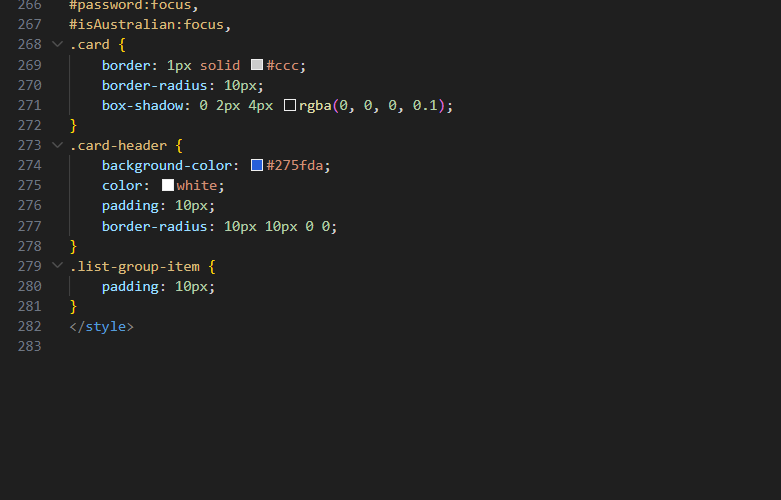 266 #password:focus,
267 #isAustralian:focus,
268 .card {
269 border: 1px solid #ccc;
270 border-radius: 10px;
271 box-shadow: 0 2px 4px rgba(0, 0, 0, 0.1);
272 }
273 .card-header {
274 background-color: #275fda;
275 color: white;
276 padding: 10px;
277 border-radius: 10px 10px 0 0;
278 }
279 .list-group-item {
280 padding: 10px;
281 }
282 </style>
283